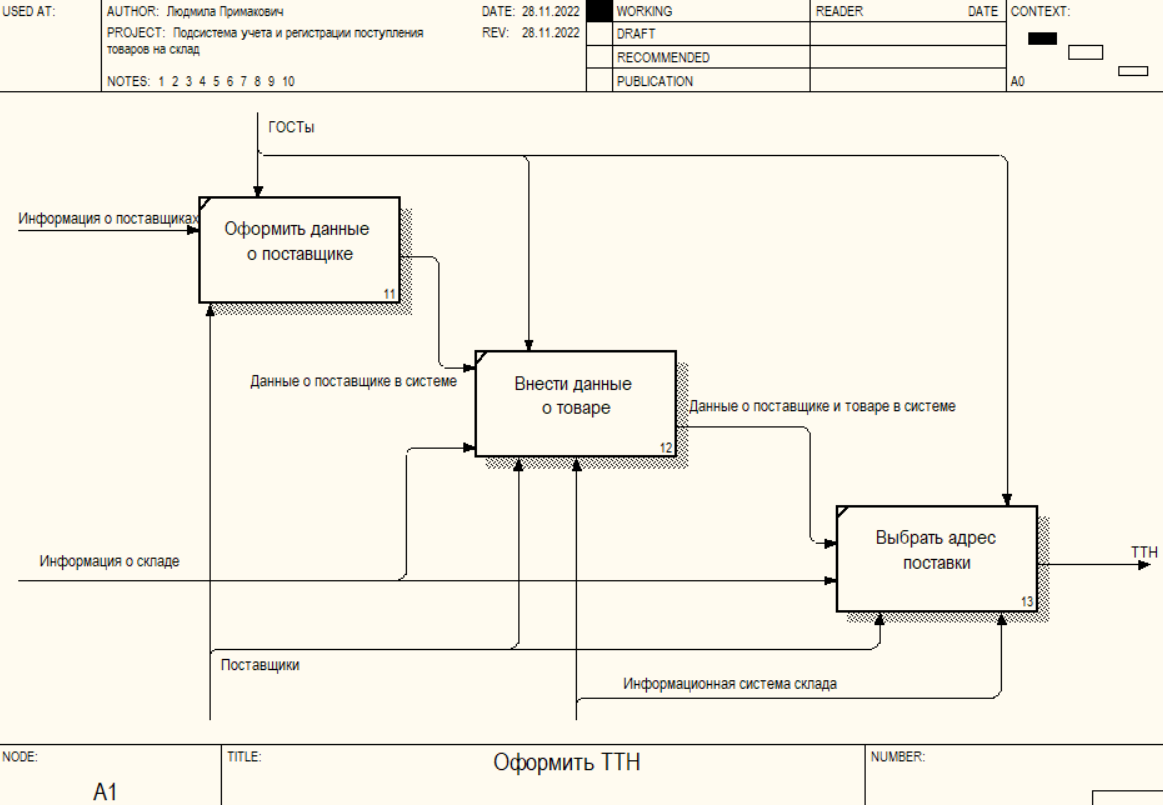 USED AT:
AUTHOR: Людмила Примакович
DATE: 28.11.2022
WORKING
READER
DATE
CONTEXT:
PROJECT: Подсистема учета и регистрации поступления
товаров на склад
REV: 28.11.2022
DRAFT
RECOMMENDED
NOTES: 1 2 3 4 5 6 7 8 9 10
PUBLICATION
A0
ГОСТы
Информация о поставщиках
Оформить данные
о поставщике
11
Данные о поставщике в системе
Внести данные
о товаре
12
Данные о поставщике и товаре в системе
Выбрать адрес
поставки
13
ТТН
Информация о складе
Поставщики
Информационная система склада
NODE:
A1
TITLE:
Оформить ТТН
NUMBER: